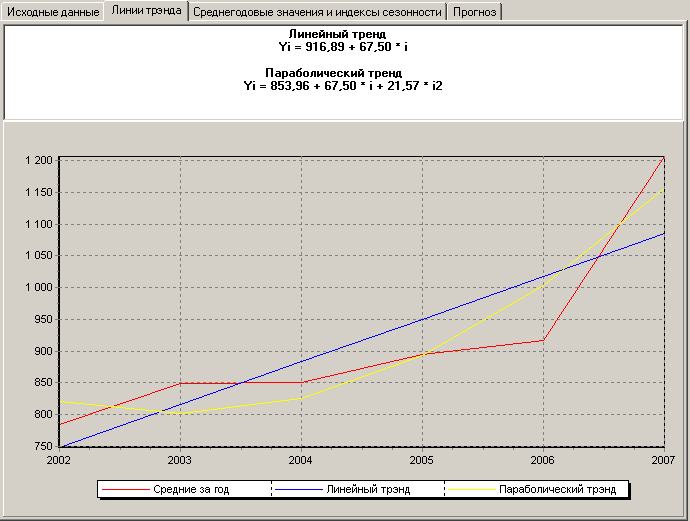 Исходные данные Линии трэнда Среднегодовые значения и индексы сезонности Прогноз
Линейный тренд
Yi = 916,89 + 67,50 * i
Параболический тренд
Yi = 853,96 + 67,50 * i + 21,57 * i2
1 200
1 150
1 100
1 050
1 000
950
900
850
800
750
2002 2003 2004 2005 2006 2007
Средние за год Линейный трэнд Параболический трэнд